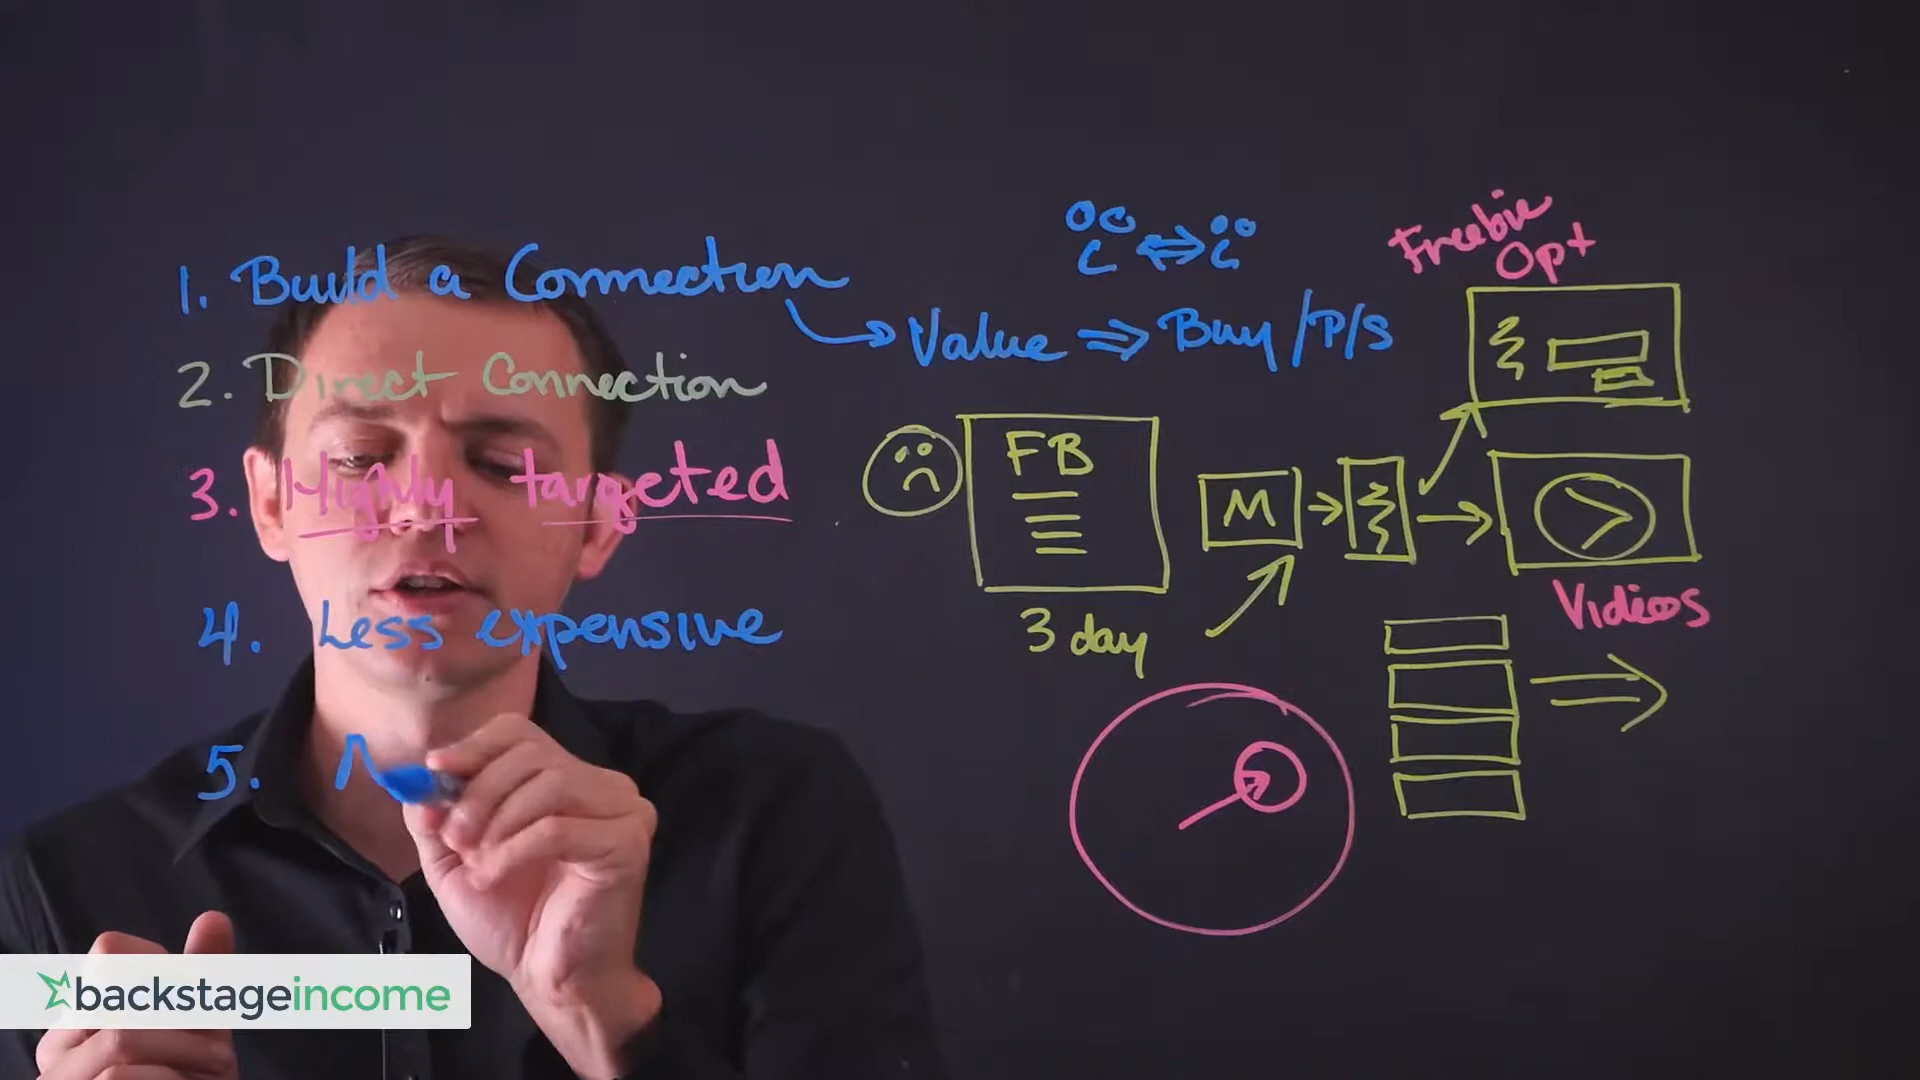 1. Build a Connection
Value ⇒ Buy/P/S
2. Direct Connection
3. Highly targeted
4. Less expensive
5.
Freebie
Opt
FB
3 day
M
Videos
backstageincome